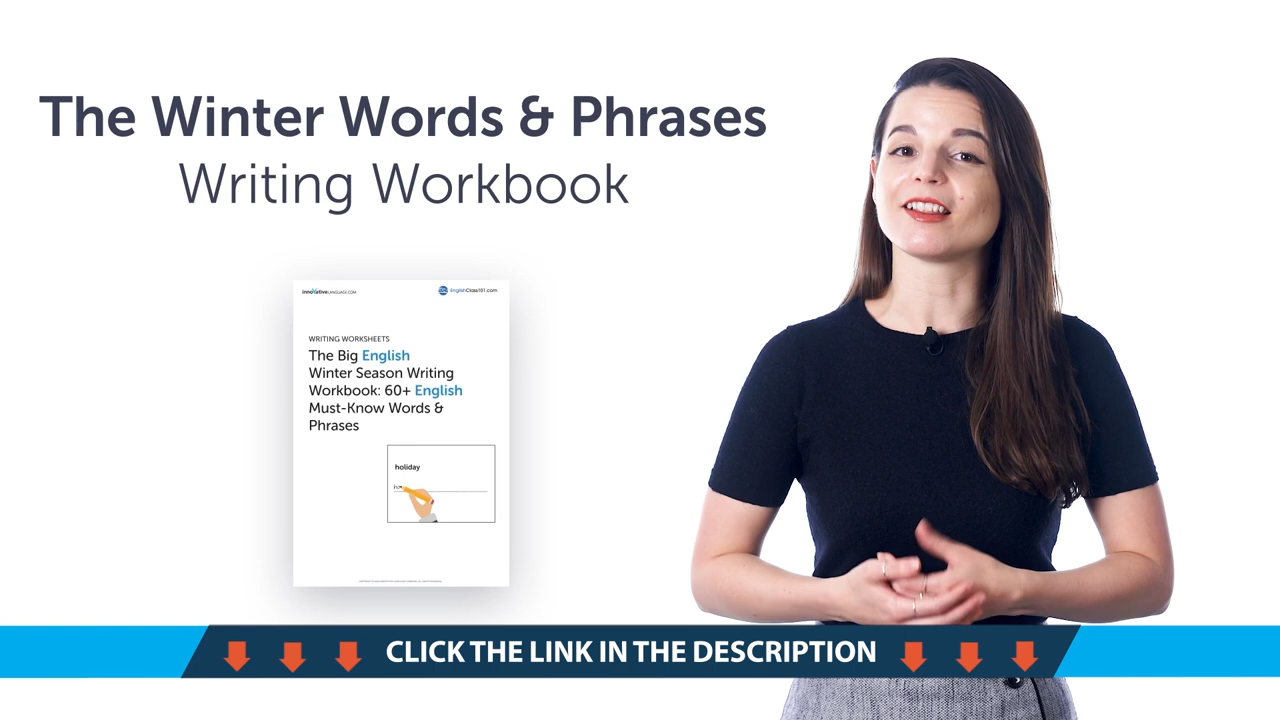 The Winter Words & Phrases
Writing Workbook
innovativeLANGUAGE.COM
EnglishClass101.com
WRITING WORKSHEETS
The Big English
Winter Season Writing
Workbook: 60+ English
Must-Know Words &
Phrases
holiday
CLICK THE LINK IN THE DESCRIPTION